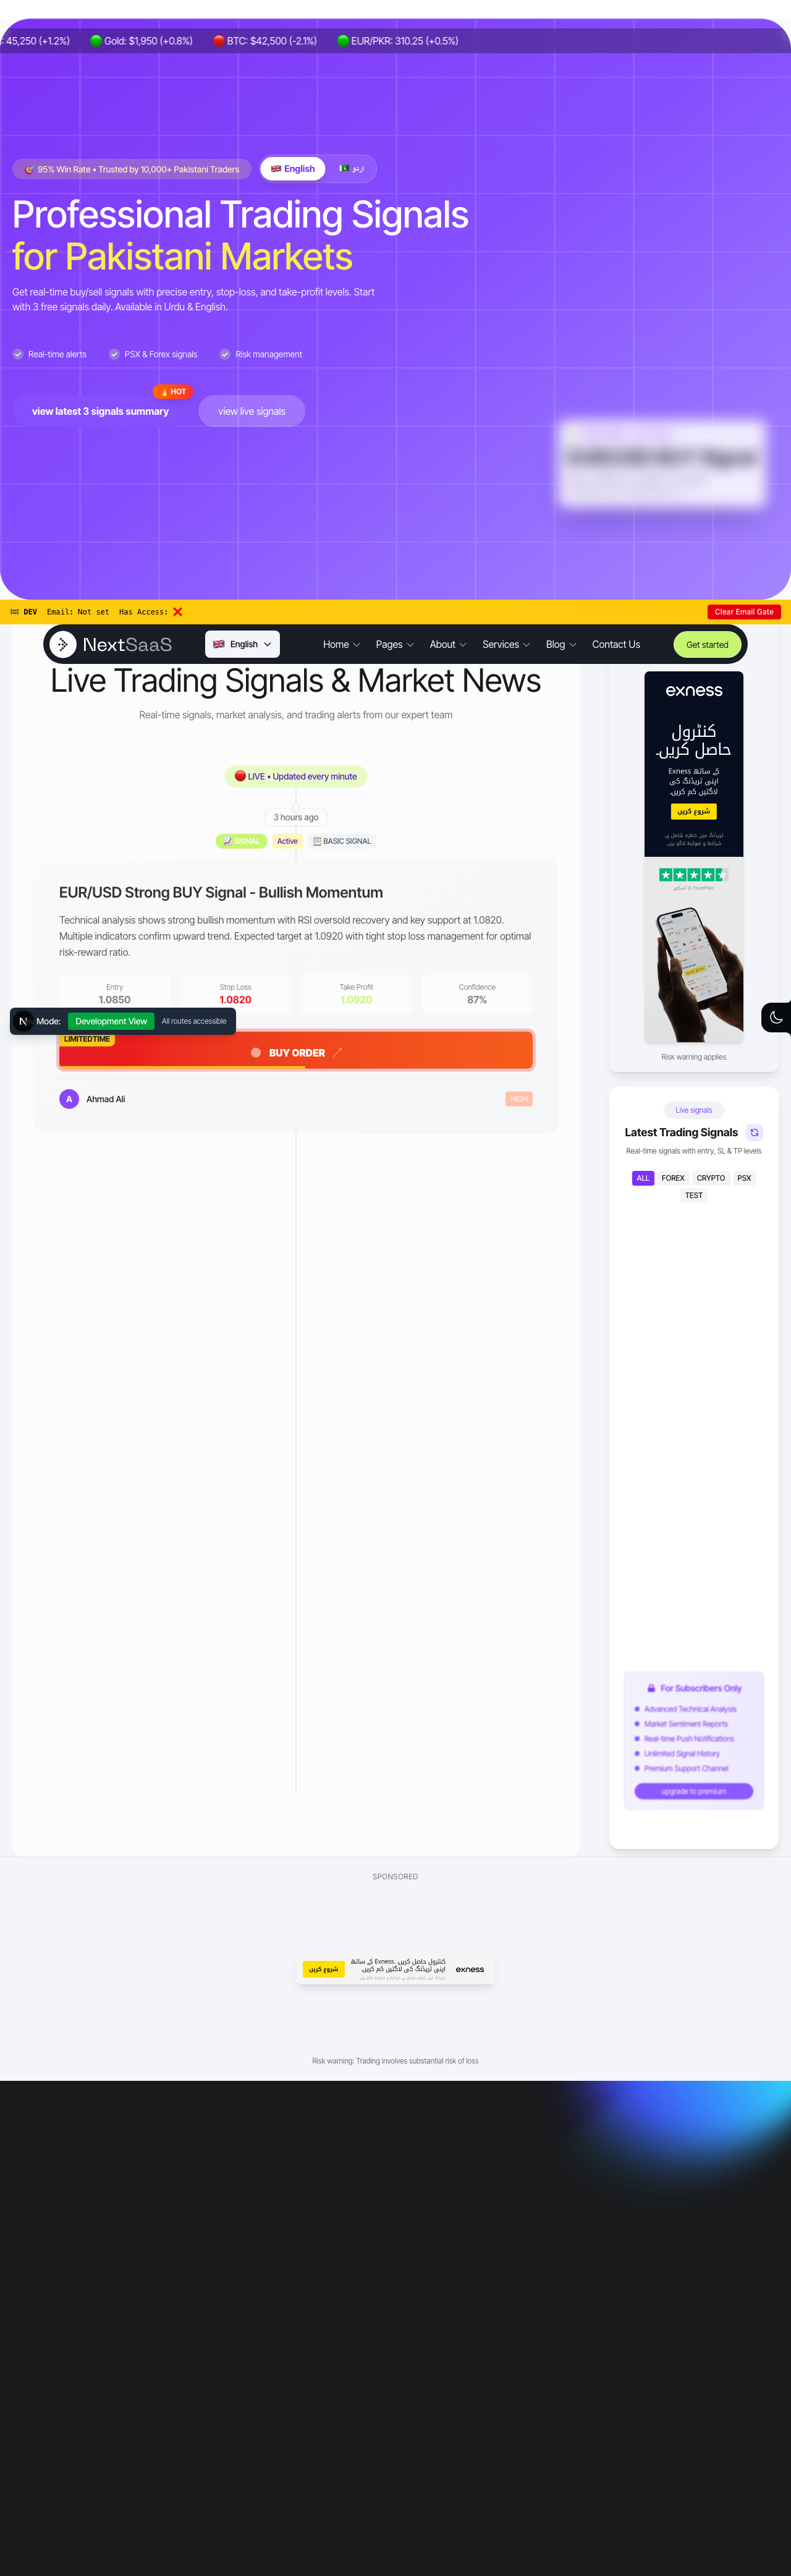 : 45,250 (+1.2%) 🟢 Gold: $1,950 (+0.8%) 🔴 BTC: $42,500 (-2.1%) 🟢 EUR/PKR: 310.25 (+0.5%)
🎯 95% Win Rate • Trusted by 10,000+ Pakistani Traders
🇬🇧 English
🇵🇰 اردو
Professional Trading Signals
for Pakistani Markets
Get real-time buy/sell signals with precise entry, stop-loss, and take-profit levels. Start
with 3 free signals daily. Available in Urdu & English.
Real-time alerts
PSX & Forex signals
Risk management
🔥 HOT
view latest 3 signals summary
view live signals
EUR/USD BUY Signal
DEV Email: Not set Has Access: ❌
Clear Email Gate
NextSaaS
🇬🇧 English
Home
Pages
About
Services
Blog
Contact Us
Get started
Live Trading Signals & Market News
Real-time signals, market analysis, and trading alerts from our expert team
🔴 LIVE • Updated every minute
3 hours ago
📈 SIGNAL
Active
BASIC SIGNAL
EUR/USD Strong BUY Signal - Bullish Momentum
Technical analysis shows strong bullish momentum with RSI oversold recovery and key support at 1.0820.
Multiple indicators confirm upward trend. Expected target at 1.0920 with tight stop loss management for optimal
risk-reward ratio.
Entry
1.0850
Stop Loss
1.0820
Take Profit
1.0920
Confidence
87%
N Mode:
Development View
All routes accessible
LIMITEDTIME
BUY ORDER
A
Ahmad Ali
HIGH
exness
کنٹرول
حاصل کریں۔
کے ساتھ Exness
اپنی ٹریڈنگ کی
لاگتیں کم کریں۔
شروع کریں
ٹریڈنگ میں خطرہ شامل ہے۔
شرائط و ضوابط لاگو ہیں۔
Trustpilot کا اسکور
Risk warning applies
Live signals
Latest Trading Signals
Real-time signals with entry, SL & TP levels
ALL
FOREX
CRYPTO
PSX
TEST
🔒 For Subscribers Only
Advanced Technical Analysis
Market Sentiment Reports
Real-time Push Notifications
Unlimited Signal History
Premium Support Channel
upgrade to premium
SPONSORED
شروع کریں
کنٹرول حاصل کریں۔ Exness کے ساتھ
اپنی ٹریڈنگ کی لاگتیں کم کریں۔
exness
Risk warning: Trading involves substantial risk of loss